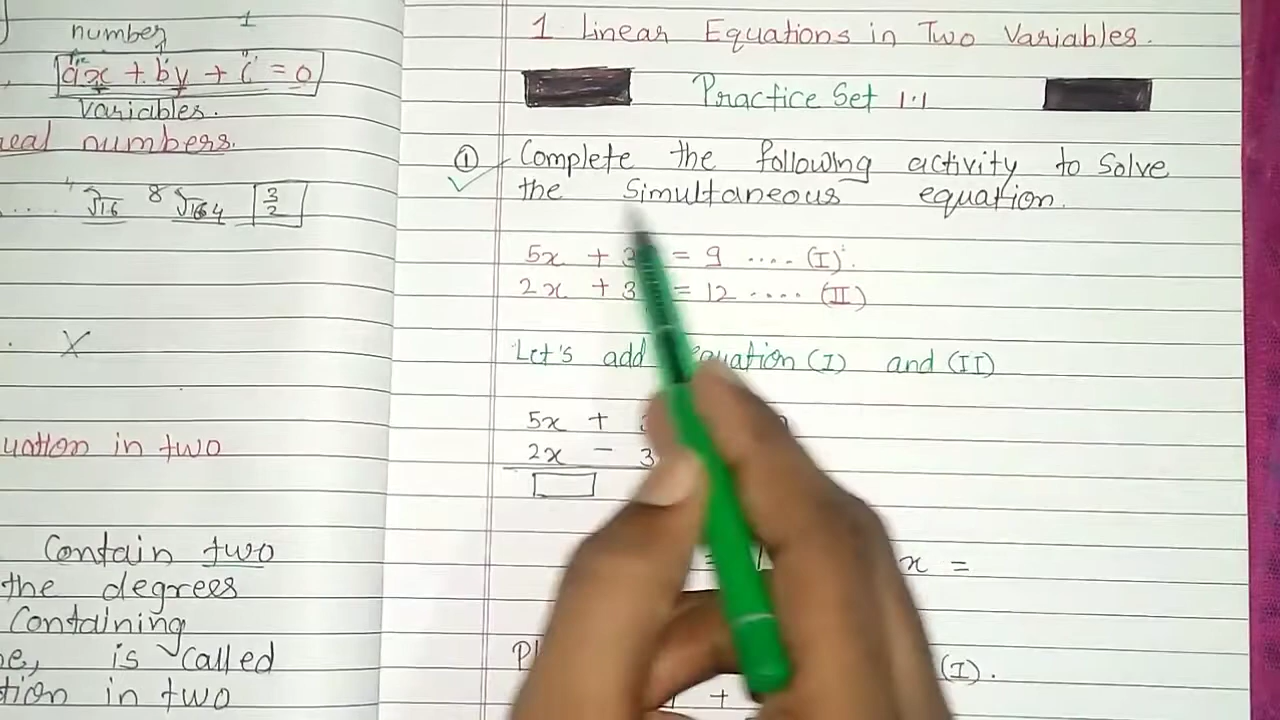 number 1
ax + by + c = 0
variables.
real numbers.
.... ⁴√16 8 3/2
X
uation in two
Contain two
the degrees
Containing
is called
tion in two
1 Linear Equations in Two Variables.
Practice Set 1.1
① Complete the following activity to Solve
the Simultaneous equation.
5x + 3 = 9 .... (I).
2x + 3 = 12 .... (II)
Let's add equation (I) and (II)
5x +
2x - 3
= x =
(I).
+